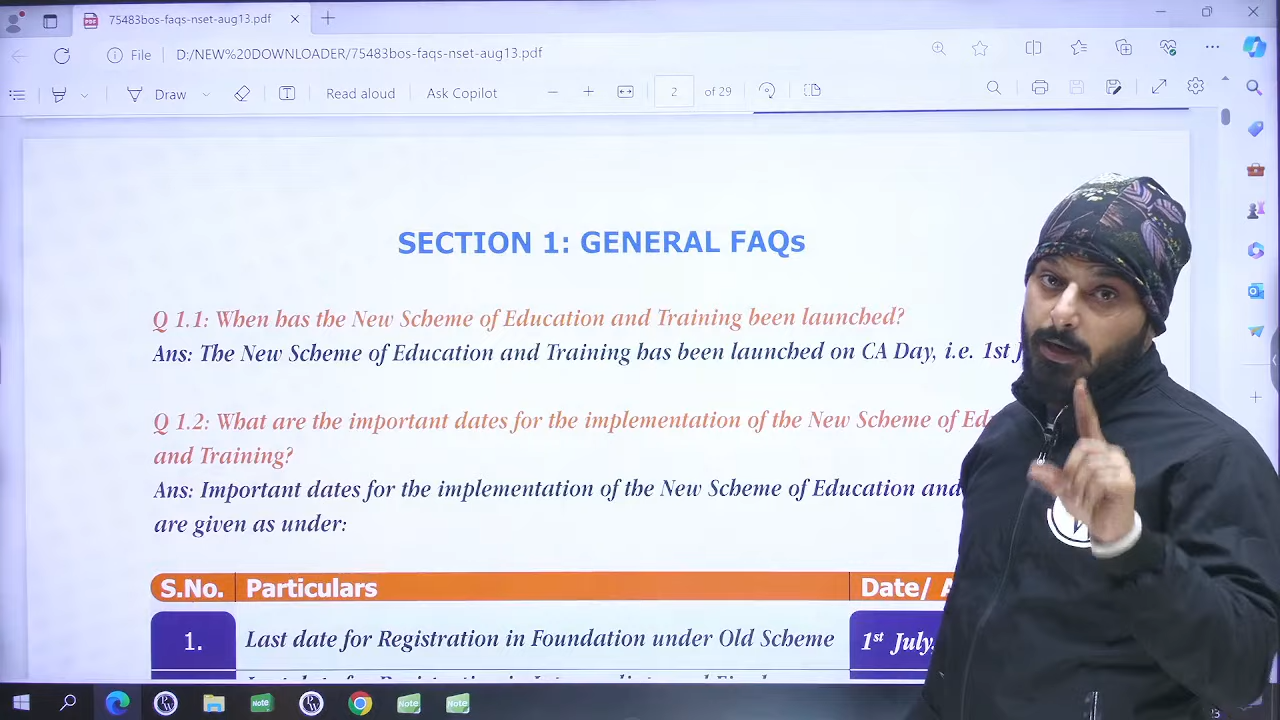 75483bos-faqs-nset-aug13.pdf
File
D:/NEW%20DOWNLOADER/75483bos-faqs-nset-aug13.pdf
Draw
Read aloud
Ask Copilot
2 of 29
SECTION 1: GENERAL FAQs
Q 1.1: When has the New Scheme of Education and Training been launched?
Ans: The New Scheme of Education and Training has been launched on CA Day, i.e. 1st
Q 1.2: What are the important dates for the implementation of the New Scheme of
and Training?
Ans: Important dates for the implementation of the New Scheme of Education and
are given as under:
S.No. Particulars Date/
1. Last date for Registration in Foundation under Old Scheme 1st July,
Note Note Note